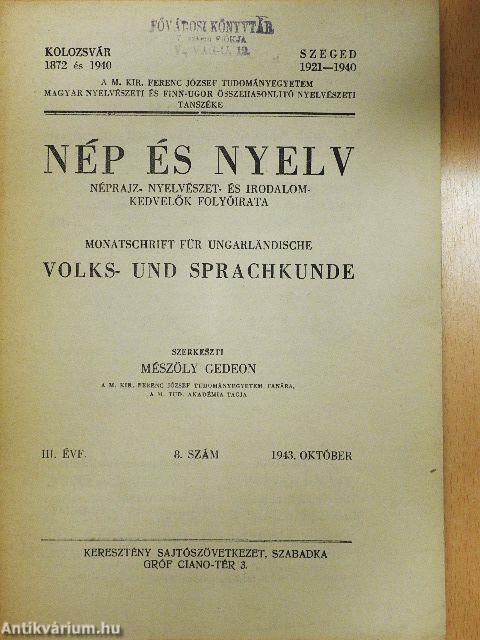 FŐVÁROSI KÖNYVTÁR
KOLOZSVÁR
1872 és 1940
SZEGED
1921—1940
A M. KIR. FERENC JÓZSEF TUDOMÁNYEGYETEM
MAGYAR NYELVÉSZETI ÉS FINN-UGOR ÖSSZEHASONLÍTÓ NYELVÉSZETI
TANSZÉKE
NÉP ÉS NYELV
NÉPRAJZ- NYELVÉSZET- ÉS IRODALOM-
KEDVELŐK FOLYÓIRATA
MONATSCHRIFT FÜR UNGARLÄNDISCHE
VOLKS- UND SPRACHKUNDE
SZERKESZTI
MÉSZÖLY GEDEON
A M. KIR. FERENC JÓZSEF TUDOMÁNYEGYETEM TANÁRA,
A M. TUD. AKADÉMIA TAGJA
III. ÉVF. 8. SZÁM 1943. OKTÓBER
KERESZTÉNY SAJTÓSZÖVETKEZET, SZABADKA
GRÓF CIANO-TÉR 3.
Antikvárium.hu